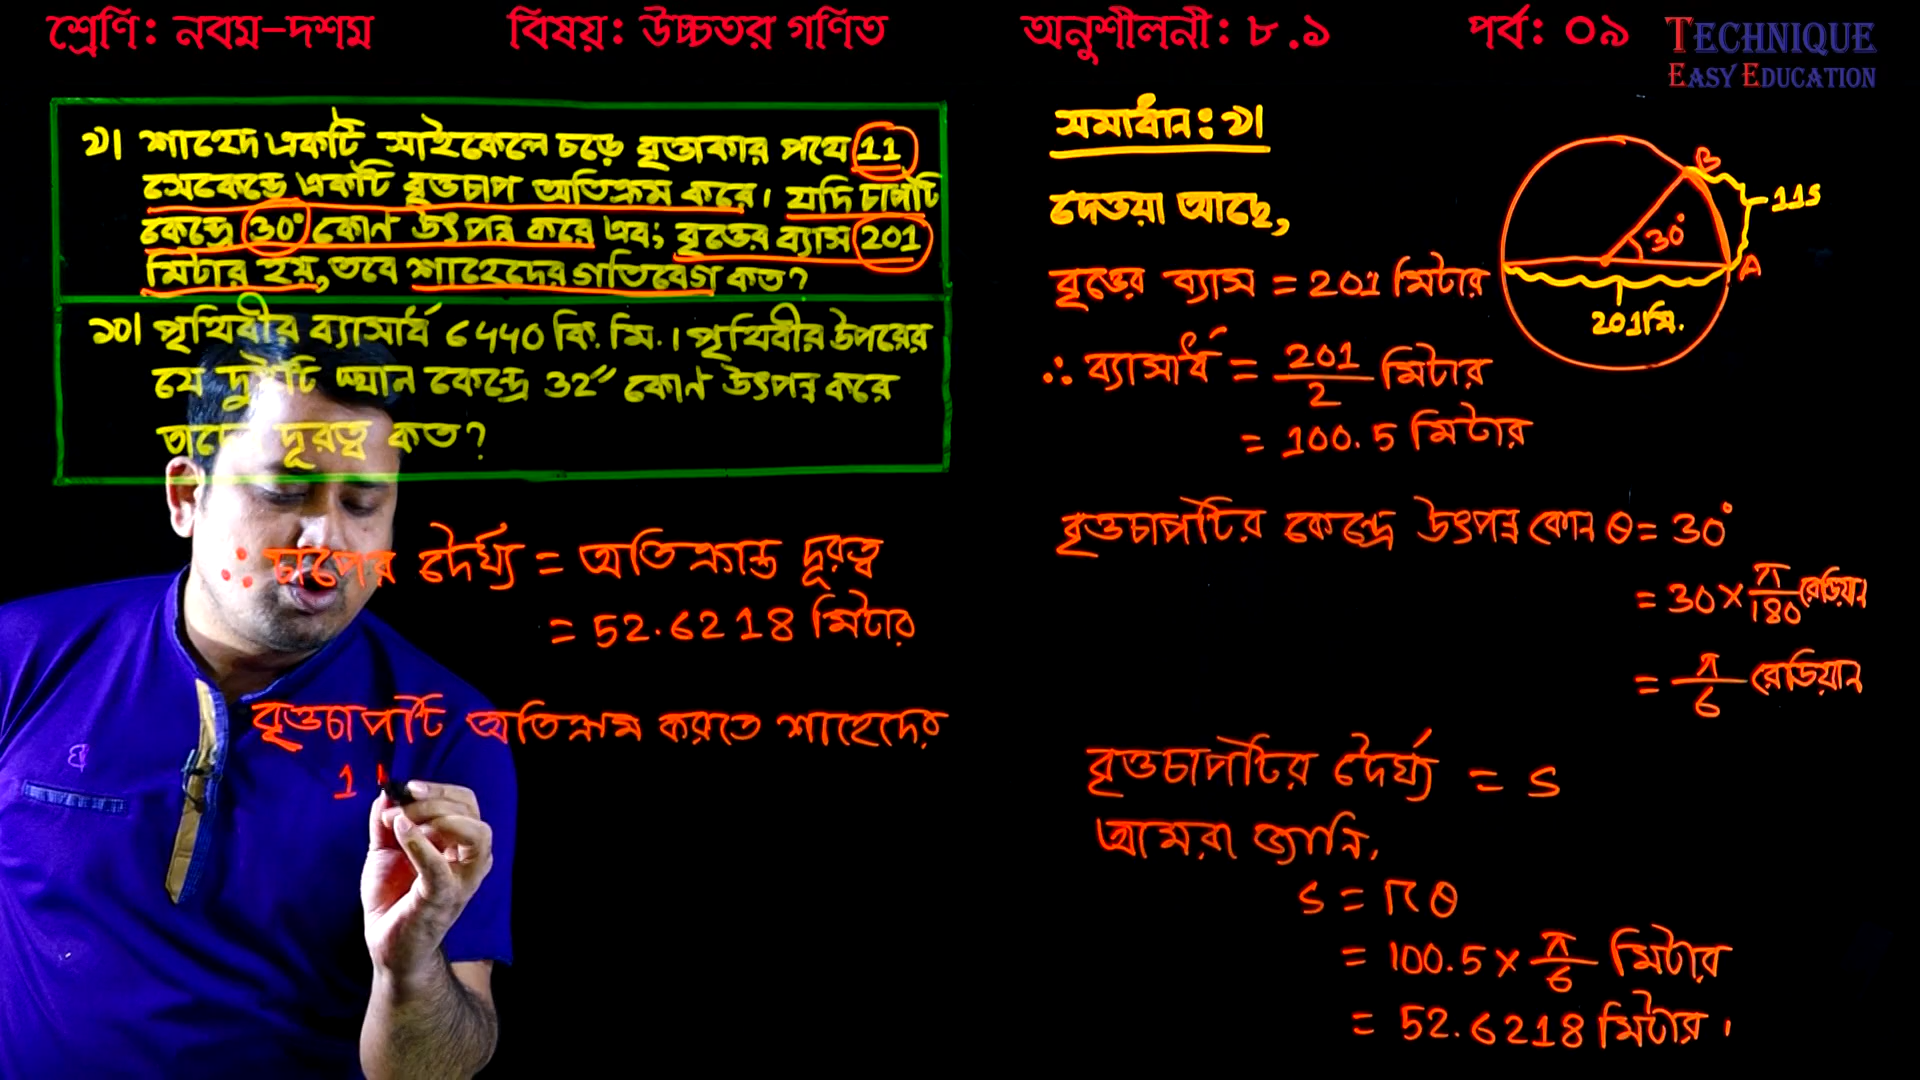 শ্রেণি: নবম-দশম বিষয়: উচ্চতর গণিত অনুশীলনী: ৮.১ পর্ব: ০৯
TECHNIQUE
EASY EDUCATION
৯। শাহেদ একটি সাইকেলে চড়ে বৃত্তাকার পথে 11
সেকেন্ডে একটি বৃত্তচাপ অতিক্রম করে। যদি চাপটি
কেন্দ্রে 30° কোণ উৎপন্ন করে এবং বৃত্তের ব্যাস 201
মিটার হয়, তবে শাহেদের গতিবেগ কত?
১০। পৃথিবীর ব্যাসার্ধ ৬৪৪0 কি. মি.। পৃথিবীর উপরের
যে দুইটি স্থান কেন্দ্রে 32″ কোণ উৎপন্ন করে
তাদের দূরত্ব কত?
∴ চাপের দৈর্ঘ্য = অতিক্রান্ত দূরত্ব
= 52.6218 মিটার
বৃত্তচাপটি অতিক্রম করতে শাহেদের
1
সমাধান: ৯।
দেওয়া আছে,
বৃত্তের ব্যাস = 201 মিটার
∴ ব্যাসার্ধ = 201/2 মিটার
= 100.5 মিটার
B
11s
30°
A
201 মি.
বৃত্তচাপটির কেন্দ্রে উৎপন্ন কোন θ = 30°
= 30 × π/180 রেডিয়ান
= π/6 রেডিয়ান
বৃত্তচাপটির দৈর্ঘ্য = s
আমরা জানি,
s = rθ
= 100.5 × π/6 মিটার
= 52.6218 মিটার।